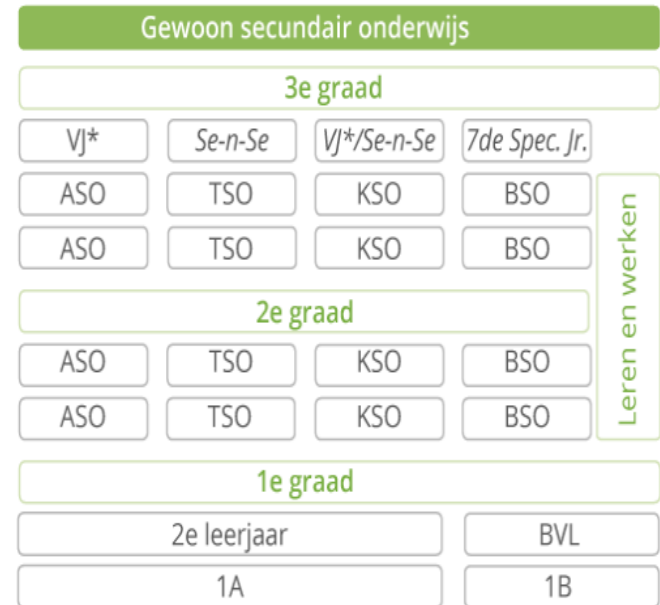 Gewoon secundair onderwijs
3e graad
VJ* Se-n-Se VJ*/Se-n-Se 7de Spec. Jr.
ASO TSO KSO BSO
ASO TSO KSO BSO
Leren en werken
2e graad
ASO TSO KSO BSO
ASO TSO KSO BSO
1e graad
2e leerjaar BVL
1A 1B